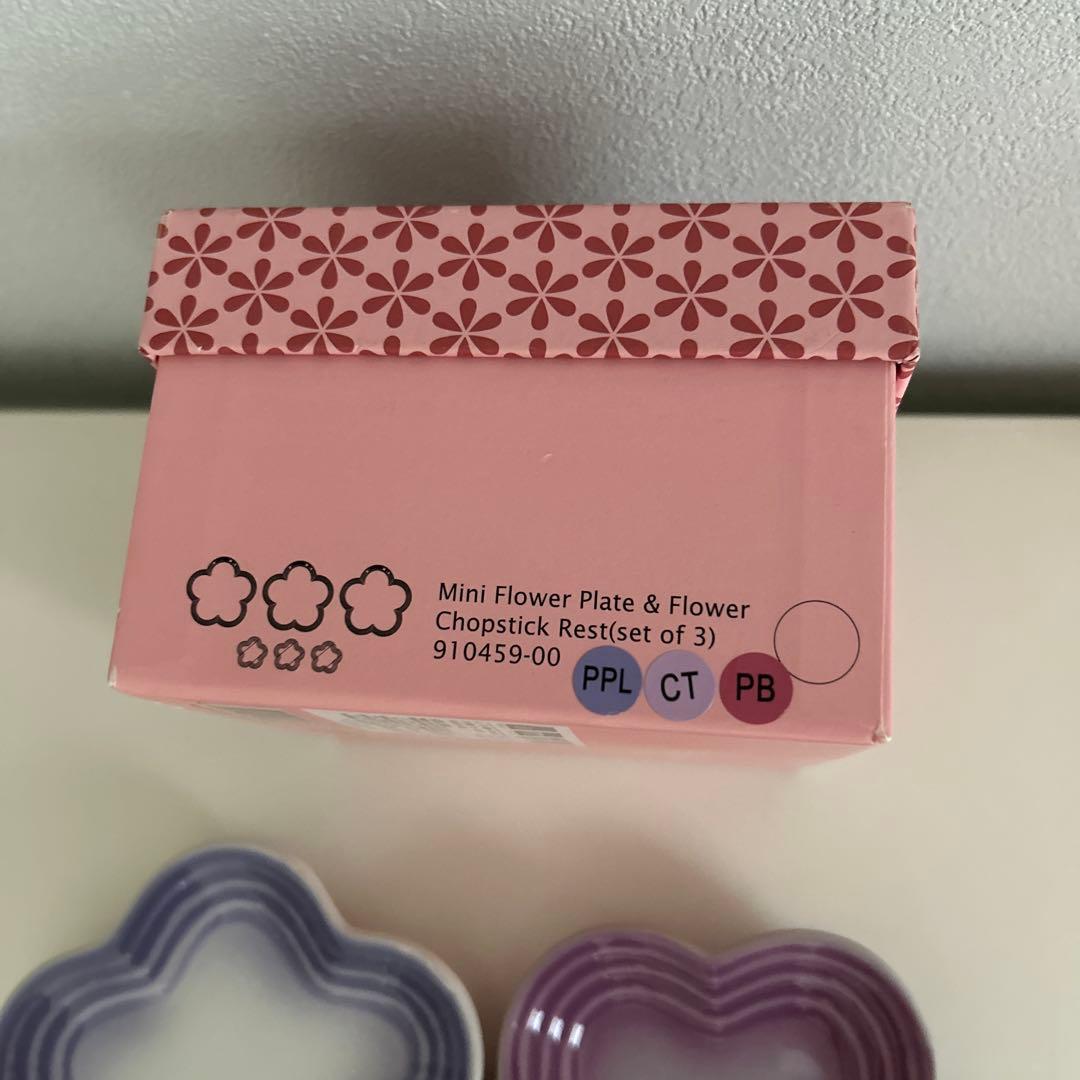 Mini Flower Plate & Flower
Chopstick Rest(set of 3)
910459-00
PPL CT PB